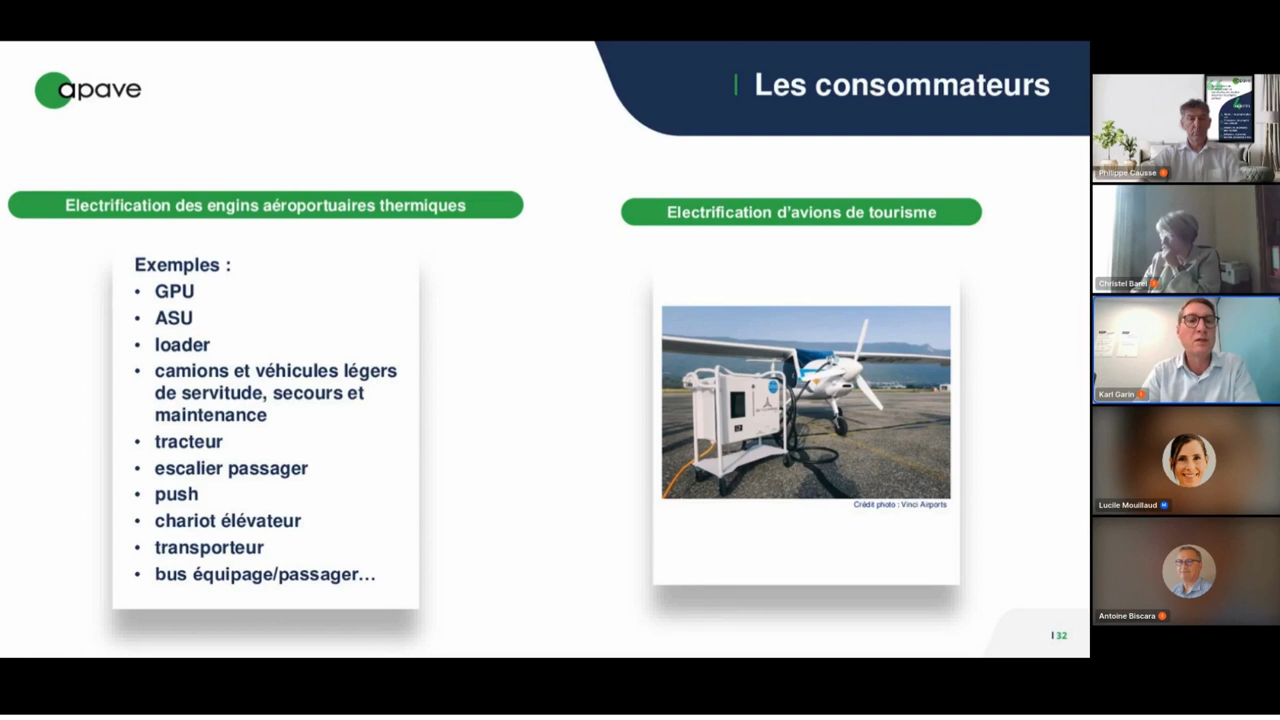 apave
Les consommateurs
Electrification des engins aéroportuaires thermiques
Exemples :
• GPU
• ASU
• loader
• camions et véhicules légers
de servitude, secours et
maintenance
• tracteur
• escalier passager
• push
• chariot élévateur
• transporteur
• bus équipage/passager…
Electrification d'avions de tourisme
Crédit photo : Vinci Airports
I 32
Philippe Causse
Christel Barel
Karl Garin
Lucile Mouillaud M
Antoine Biscara